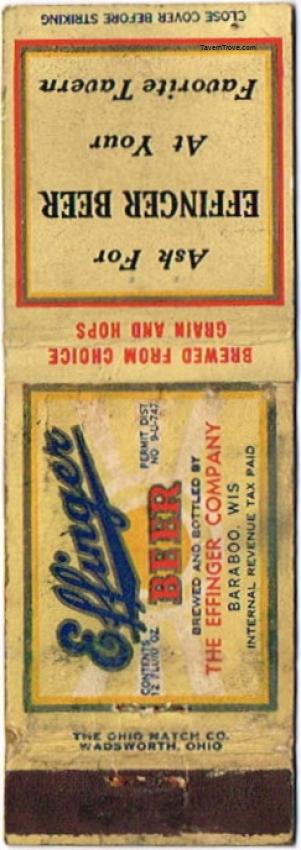 TavernTrove.com
CLOSE COVER BEFORE STRIKING
Ask For
EFFINGER BEER
At Your
Favorite Tavern
BREWED FROM CHOICE
GRAIN AND HOPS
Effinger
CONTENTS
12 FLUID OZ
BEER
PERMIT DIST
NO 9-U-747
BREWED AND BOTTLED BY
THE EFFINGER COMPANY
BARABOO, WIS
INTERNAL REVENUE TAX PAID
THE OHIO MATCH CO.
WADSWORTH, OHIO